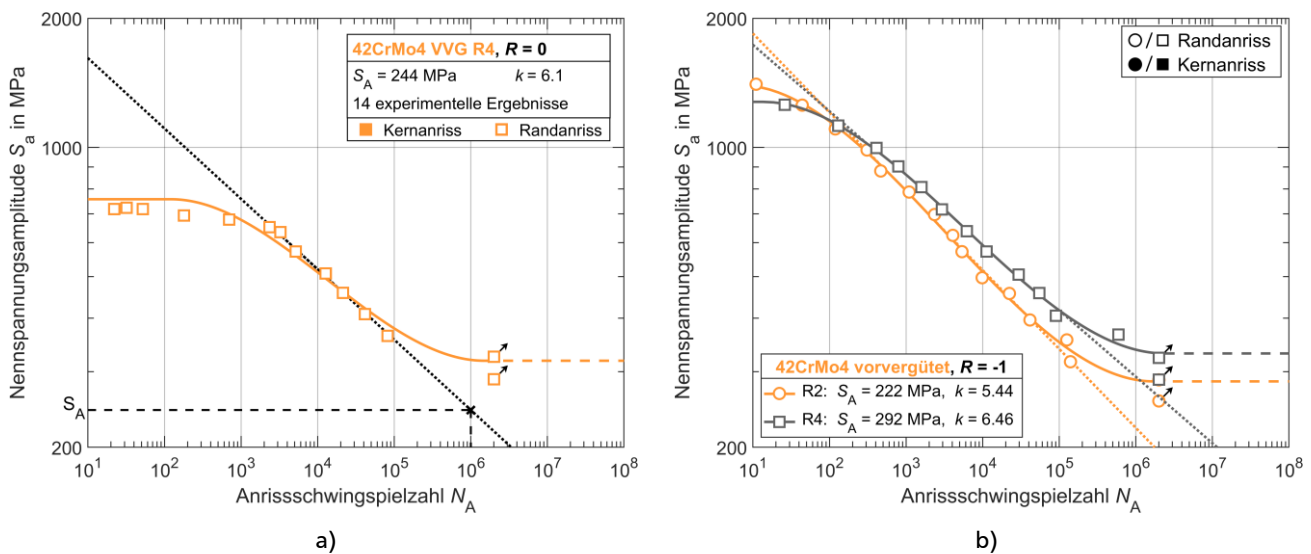 2000
1000
200
S_A
Nennspannungsamplitude S_a in MPa
42CrMo4 VVG R4, R = 0
S_A = 244 MPa k = 6.1
14 experimentelle Ergebnisse
Kernanriss Randanriss
10^1 10^2 10^3 10^4 10^5 10^6 10^7 10^8
Anrissschwingspielzahl N_A
a)
2000
1000
200
Nennspannungsamplitude S_a in MPa
/ Randanriss
/ Kernanriss
42CrMo4 vorvergütet, R = -1
R2: S_A = 222 MPa, k = 5.44
R4: S_A = 292 MPa, k = 6.46
10^1 10^2 10^3 10^4 10^5 10^6 10^7 10^8
Anrissschwingspielzahl N_A
b)